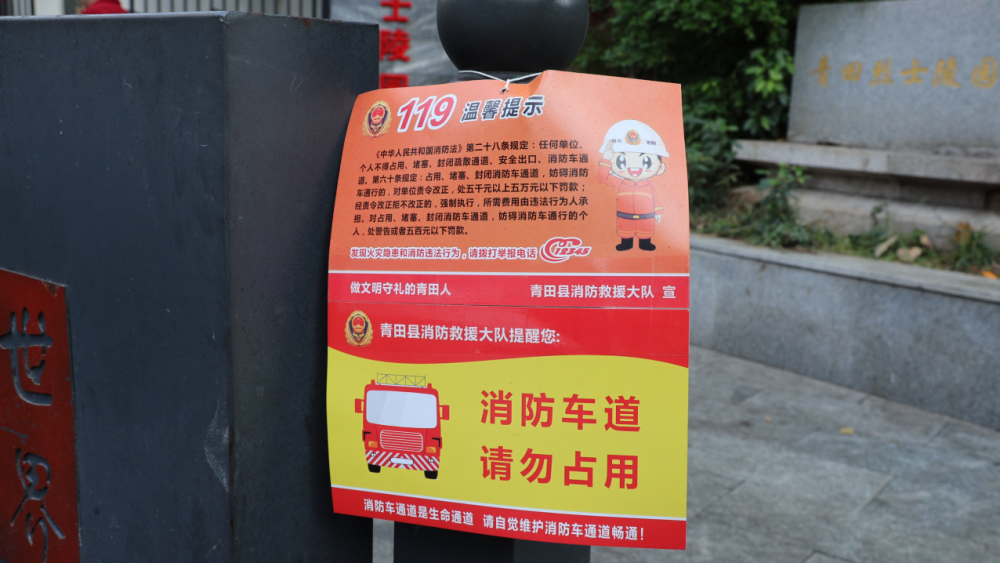 士陵园
青田烈士陵园
119 温馨提示
《中华人民共和国消防法》第二十八条规定：任何单位、
个人不得占用、堵塞、封闭疏散通道、安全出口、消防车通
道。第六十条规定：占用、堵塞、封闭消防车通道，妨碍消防
车通行的，对单位责令改正，处五千元以上五万元以下罚款；
经责令改正拒不改正的，强制执行，所需费用由违法行为人承
担。对占用、堵塞、封闭消防车通道，妨碍消防车通行的个
人，处警告或者五百元以下罚款。
发现火灾隐患和消防违法行为，请拨打举报电话 12345
做文明守礼的青田人
青田县消防救援大队 宣
青田县消防救援大队提醒您:
消防车道
请勿占用
消防车通道是生命通道 请自觉维护消防车通道畅通！
世界